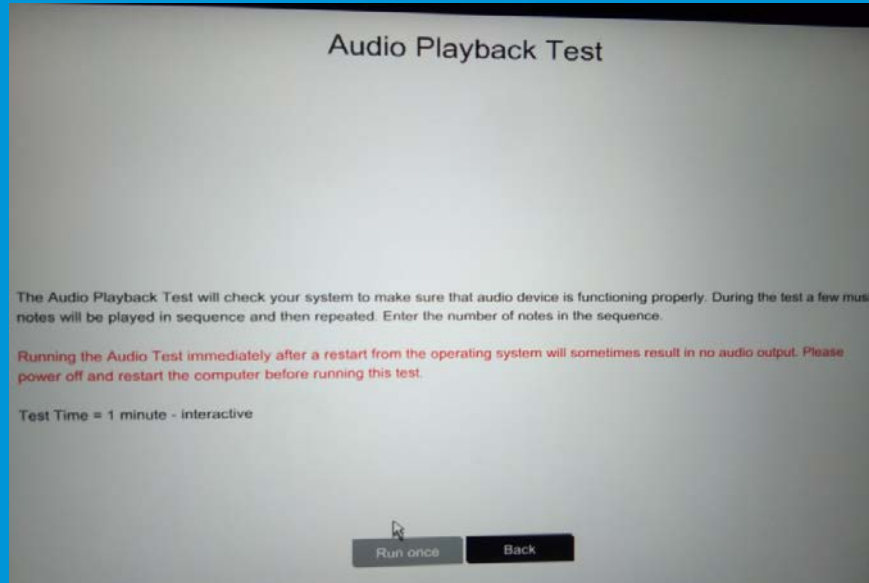 Audio Playback Test
The Audio Playback Test will check your system to make sure that audio device is functioning properly. During the test a few mus
notes will be played in sequence and then repeated. Enter the number of notes in the sequence.
Running the Audio Test immediately after a restart from the operating system will sometimes result in no audio output. Please
power off and restart the computer before running this test.
Test Time = 1 minute - interactive
Run once
Back